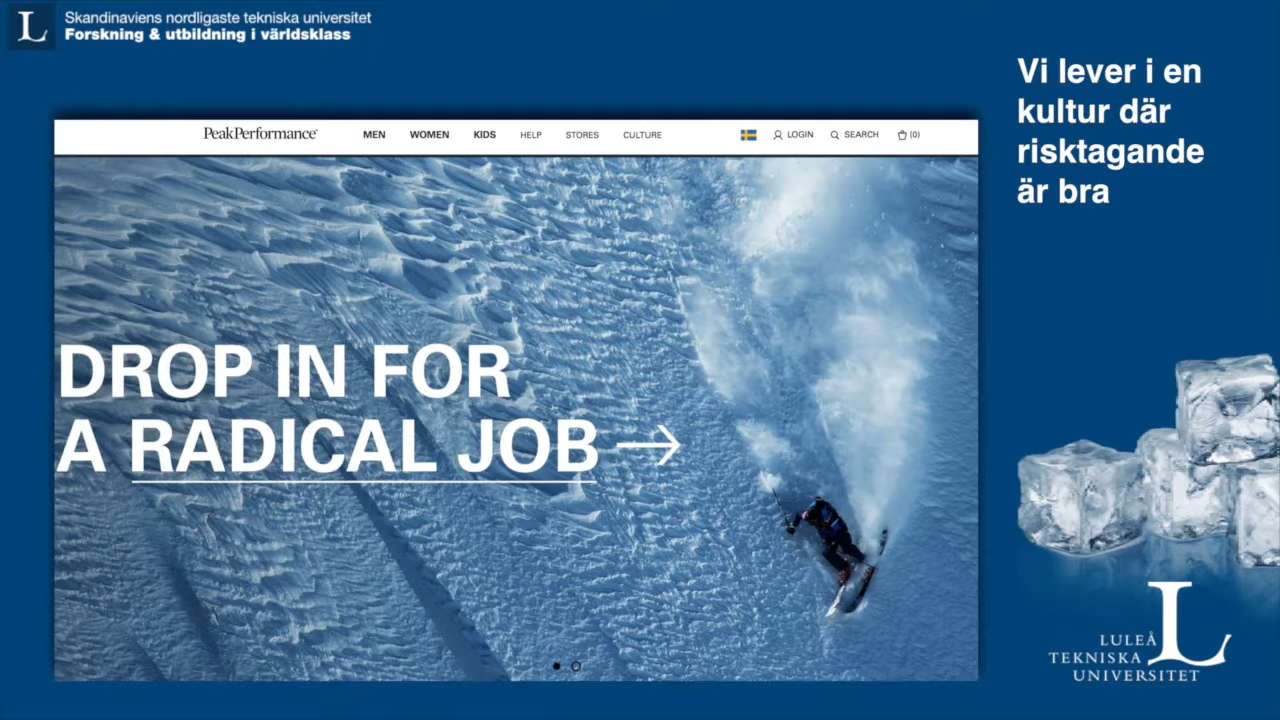 L
Skandinaviens nordligaste tekniska universitet
Forskning & utbildning i världsklass
Vi lever i en
kultur där
risktagande
är bra
PeakPerformance MEN WOMEN KIDS HELP STORES CULTURE LOGIN SEARCH (0)
DROP IN FOR
A RADICAL JOB →
LULEÅ
TEKNISKA
UNIVERSITET
L